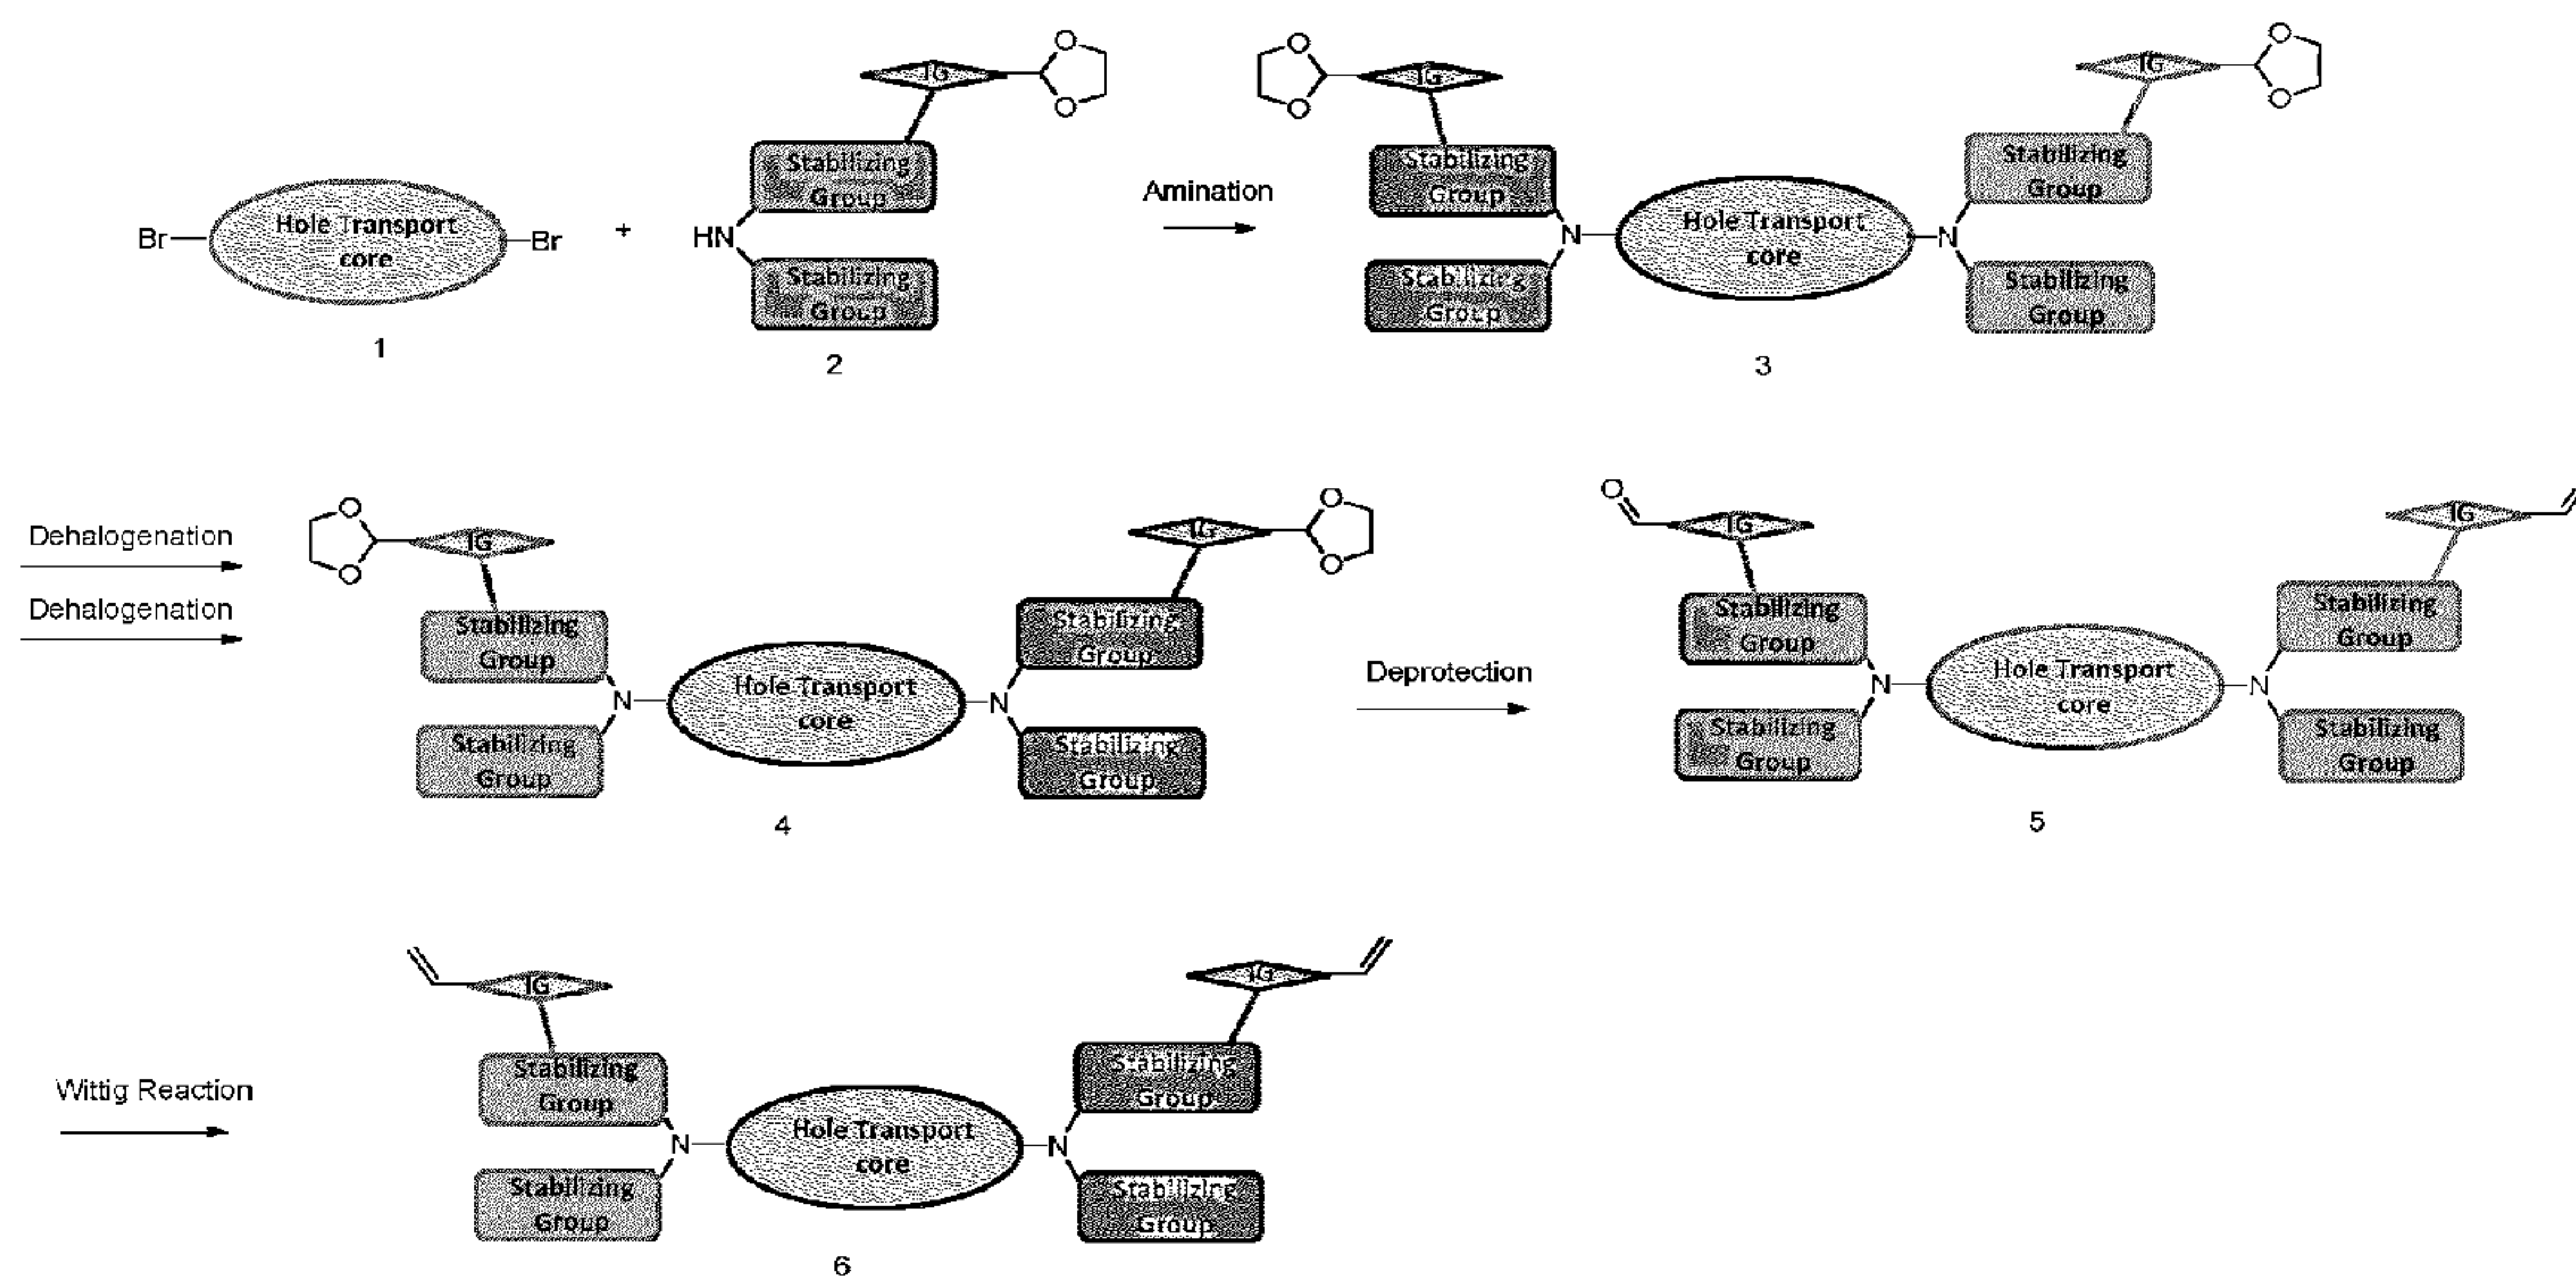 O
O
IG
O
O
IG
O
O
IG
Stabilizing
Group
Stabilizing
Group
Stabilizing
Group
Amination
Br
Hole Transport
core
Br
+
HN
N
Hole Transport
core
N
Stabilizing
Group
Stabilizing
Group
Stabilizing
Group
1
2
3
Dehalogenation
Dehalogenation
O
O
IG
IG
O
O
O
IG
IG
Stabilizing
Group
Stabilizing
Group
Stabilizing
Group
Stabilizing
Group
N
Hole Transport
core
N
Deprotection
N
Hole Transport
core
N
Stabilizing
Group
Stabilizing
Group
Stabilizing
Group
Stabilizing
Group
4
5
IG
IG
Wittig Reaction
Stabilizing
Group
Stabilizing
Group
N
Hole Transport
core
N
Stabilizing
Group
Stabilizing
Group
6